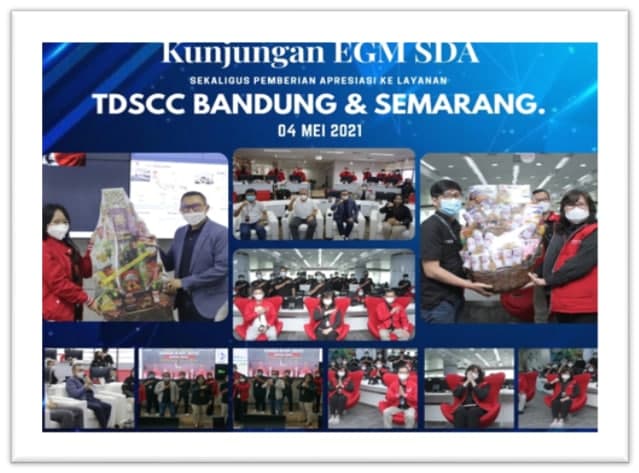 Kunjungan EGM SDA
SEKALIGUS PEMBERIAN APRESIASI KE LAYANAN
TDSCC BANDUNG & SEMARANG.
04 MEI 2021